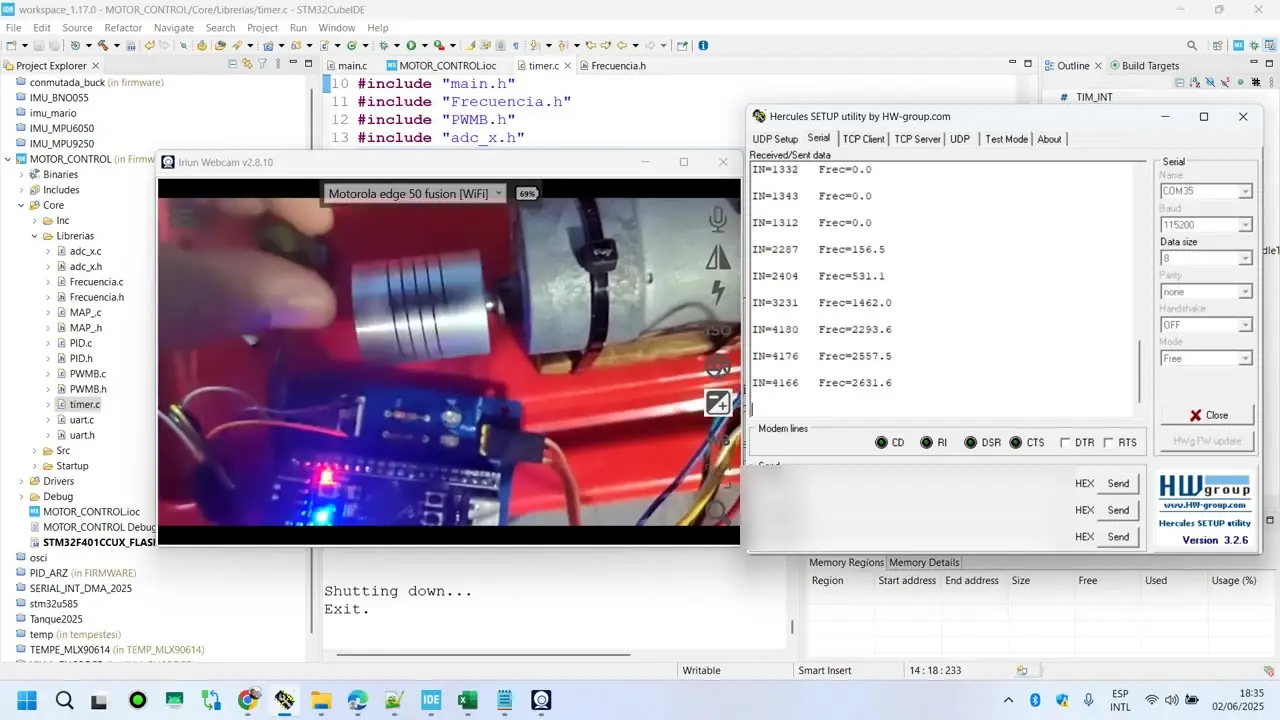 workspace_1.17.0 - MOTOR_CONTROL/Core/Librerias/timer.c - STM32CubeIDE
File Edit Source Refactor Navigate Search Project Run Window Help
Project Explorer
main.c
MOTOR_CONTROL.ioc
timer.c
Frecuencia.h
Outline
Build Targets
conmutada_buck (in firmware)
IMU_BNO055
imu_mario
IMU_MPU6050
IMU_MPU9250
MOTOR_CONTROL (in Firmw
Binaries
Includes
Core
Inc
Librerias
adc_x.c
adc_x.h
Frecuencia.c
Frecuencia.h
MAP_.c
MAP_.h
PID.c
PID.h
PWMB.c
PWMB.h
timer.c
uart.c
uart.h
Src
Startup
Drivers
Debug
MOTOR_CONTROL.ioc
MOTOR_CONTROL Debug
STM32F401CCUX_FLASH
osci
PID_ARZ (in FIRMWARE)
SERIAL_INT_DMA_2025
stm32u585
Tanque2025
temp (in tempestesi)
TEMPE_MLX90614 (in TEMP_MLX90614)
10 #include "main.h"
11 #include "Frecuencia.h"
12 #include "PWMB.h"
13 #include "adc_x.h"
TIM_INT
Iriun Webcam v2.8.10
Motorola edge 50 fusion [WiFi]
69%
ISO
Hercules SETUP utility by HW-group.com
UDP Setup Serial TCP Client TCP Server UDP Test Mode About
Received/Sent data
IN=1332 Frec=0.0
IN=1343 Frec=0.0
IN=1312 Frec=0.0
IN=2287 Frec=156.5
IN=2404 Frec=531.1
IN=3231 Frec=1462.0
IN=4180 Frec=2293.6
IN=4176 Frec=2557.5
IN=4166 Frec=2631.6
Serial
Name
COM35
Baud
115200
Data size
8
Parity
none
Handshake
OFF
Mode
Free
Close
HWg FW update
Modem lines
CD RI DSR CTS DTR RTS
Send
HEX Send
HEX Send
HEX Send
HWgroup
www.HW-group.com
Hercules SETUP utility
Version 3.2.6
Shutting down...
Exit.
Memory Regions Memory Details
Region Start address End address Size Free Used Usage (%)
Writable
Smart Insert
14 : 18 : 233
IDE
ESP
INTL
18:35
02/06/2025